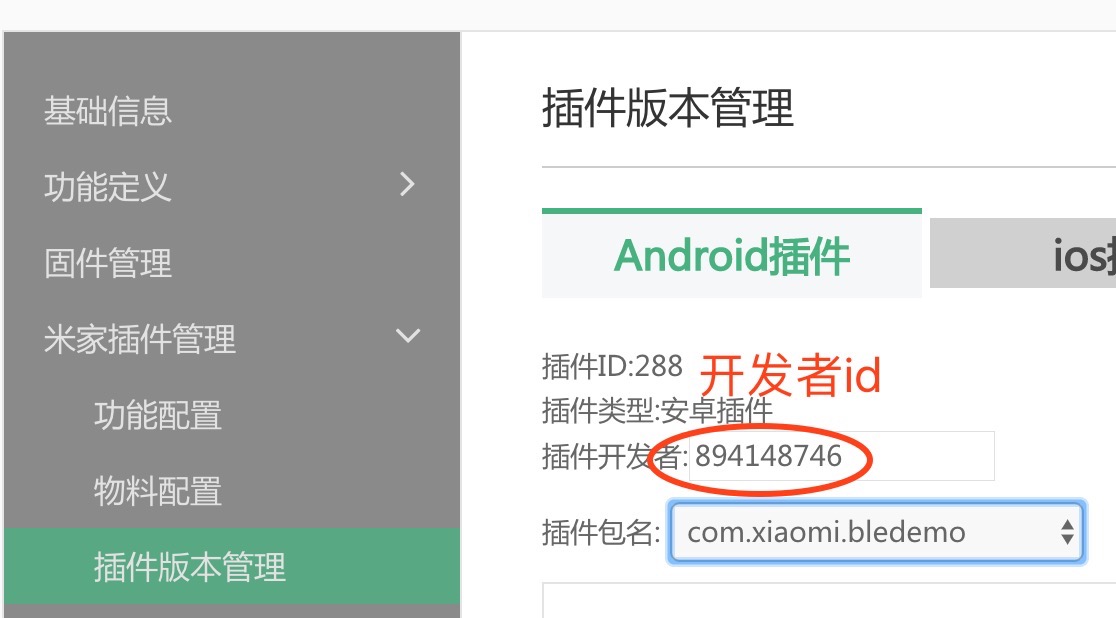 基础信息
功能定义
固件管理
米家插件管理
功能配置
物料配置
插件版本管理
插件版本管理
Android插件
ios
插件ID:288
开发者id
插件类型:安卓插件
插件开发者:894148746
插件包名: com.xiaomi.bledemo